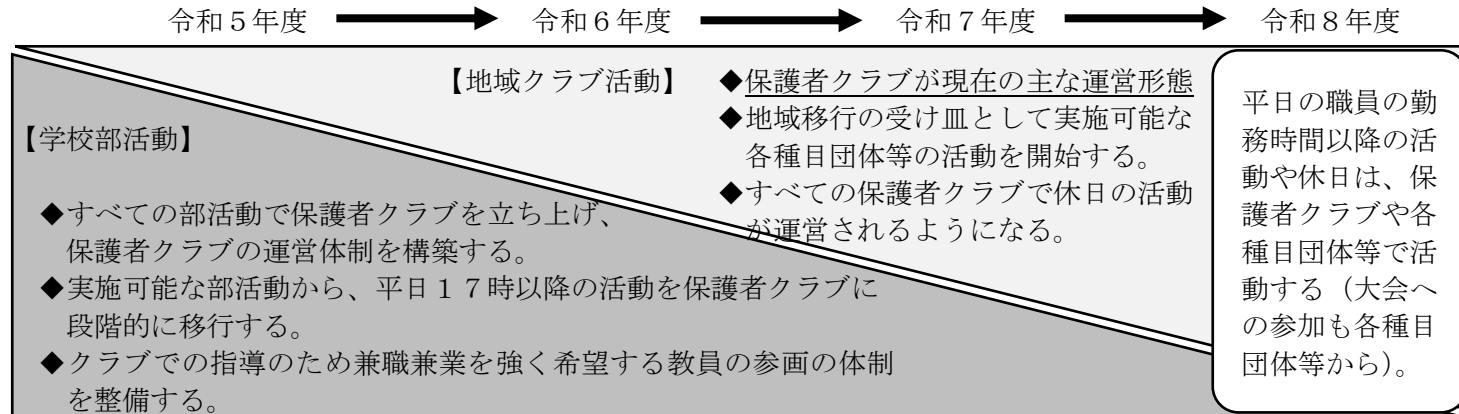 令和５年度 令和６年度 令和７年度 令和８年度
【地域クラブ活動】
◆保護者クラブが現在の主な運営形態
◆地域移行の受け皿として実施可能な
各種目団体等の活動を開始する。
◆すべての保護者クラブで休日の活動
が運営されるようになる。
【学校部活動】
◆すべての部活動で保護者クラブを立ち上げ、
保護者クラブの運営体制を構築する。
◆実施可能な部活動から、平日１７時以降の活動を保護者クラブに
段階的に移行する。
◆クラブでの指導のため兼職兼業を強く希望する教員の参画の体制
を整備する。
平日の職員の勤
務時間以降の活
動や休日は、保
護者クラブや各
種目団体等で活
動する（大会へ
の参加も各種目
団体等から）。